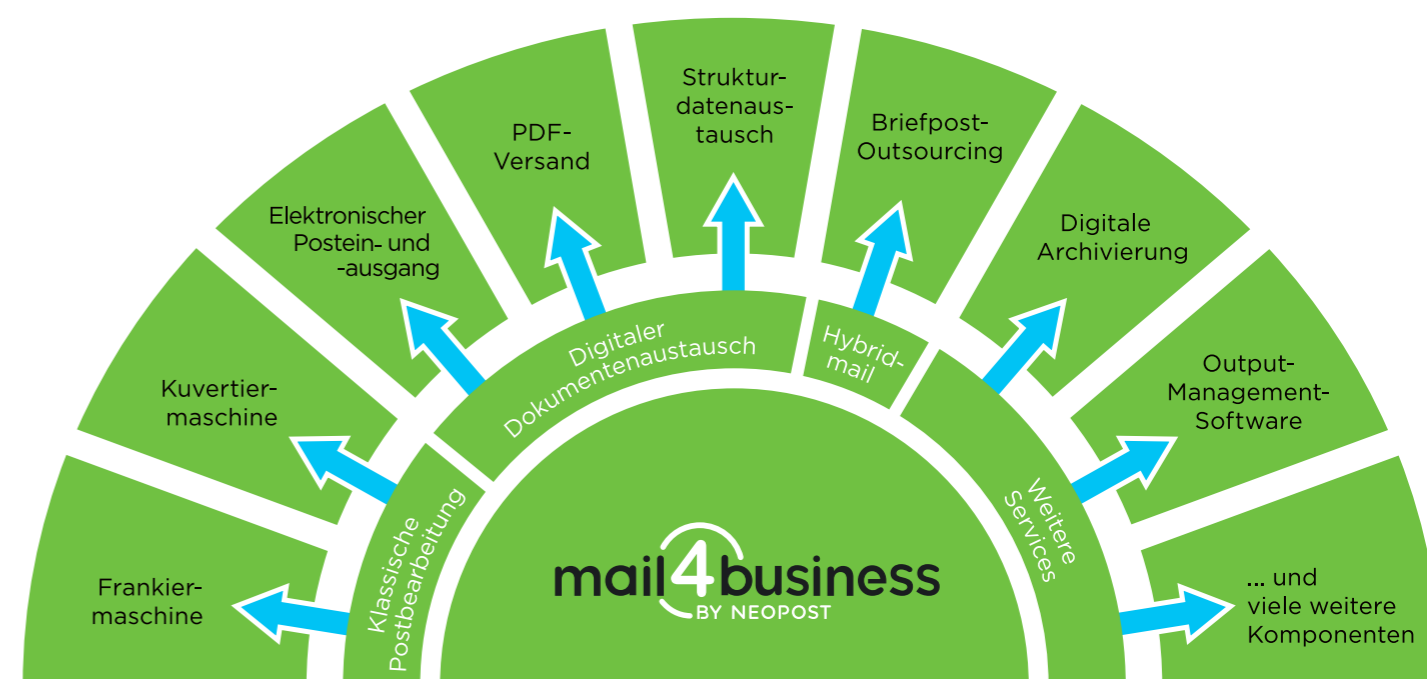 Frankier-
maschine
Kuvertier-
maschine
Elektronischer
Postein- und
-ausgang
PDF-
Versand
Struktur-
datenaus-
tausch
Briefpost-
Outsourcing
Digitale
Archivierung
Output-
Management-
Software
... und
viele weitere
Komponenten
Klassische
Postbearbeitung
Digitaler
Dokumentenaustausch
Hybrid-
mail
Weitere
Services
mail4business
BY NEOPOST